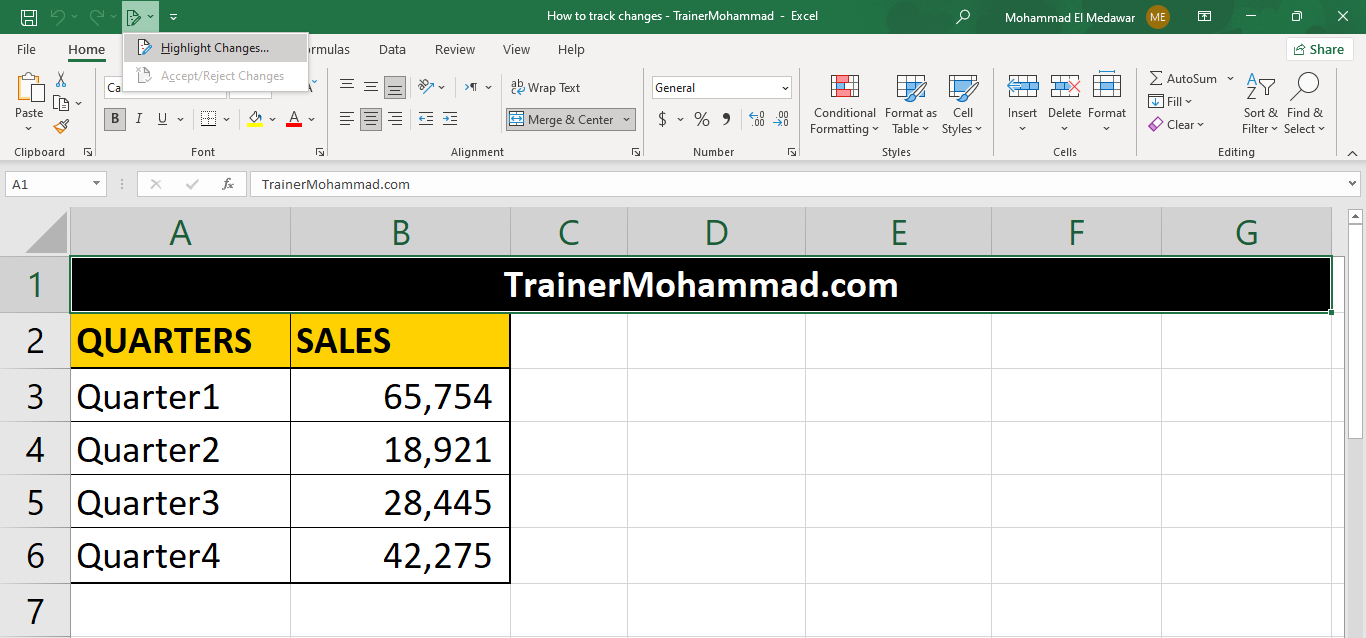 How to track changes - TrainerMohammad - Excel
Mohammad El Medawar
ME
File
Home
ormulas
Data
Review
View
Help
Share
Highlight Changes...
Accept/Reject Changes
Paste
Clipboard
Ca
B
I
U
A
A
Font
ab
Wrap Text
Merge & Center
Alignment
General
$
%
Number
Conditional
Formatting
Format as
Table
Cell
Styles
Styles
Insert
Delete
Format
Cells
AutoSum
Fill
Clear
Sort &
Filter
Find &
Select
Editing
A1
fx
TrainerMohammad.com
A B C D E F G
1 TrainerMohammad.com
2 QUARTERS SALES
3 Quarter1 65,754
4 Quarter2 18,921
5 Quarter3 28,445
6 Quarter4 42,275
7